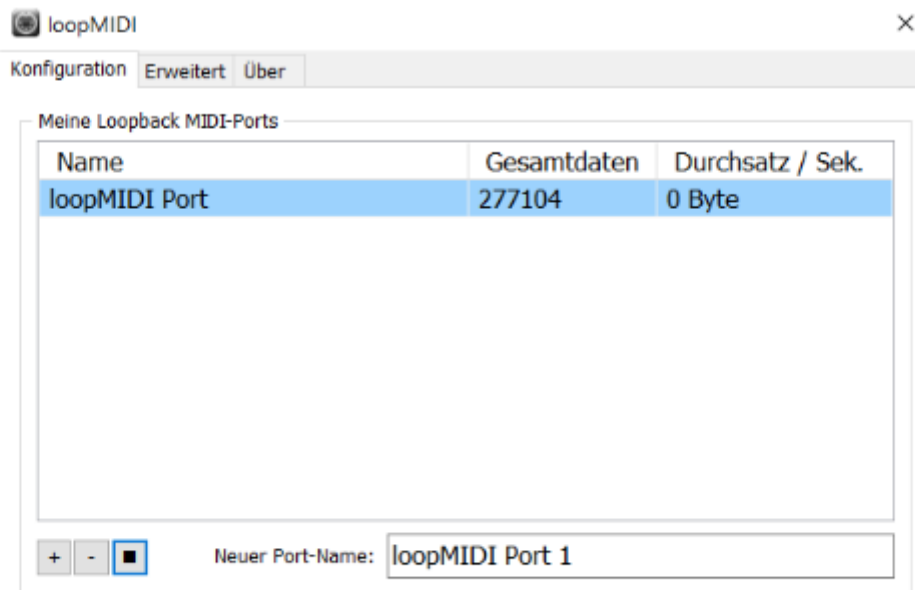 loopMIDI
Konfiguration Erweitert Über
Meine Loopback MIDI-Ports
Name Gesamtdaten Durchsatz / Sek.
loopMIDI Port 277104 0 Byte
+ - Neuer Port-Name: loopMIDI Port 1